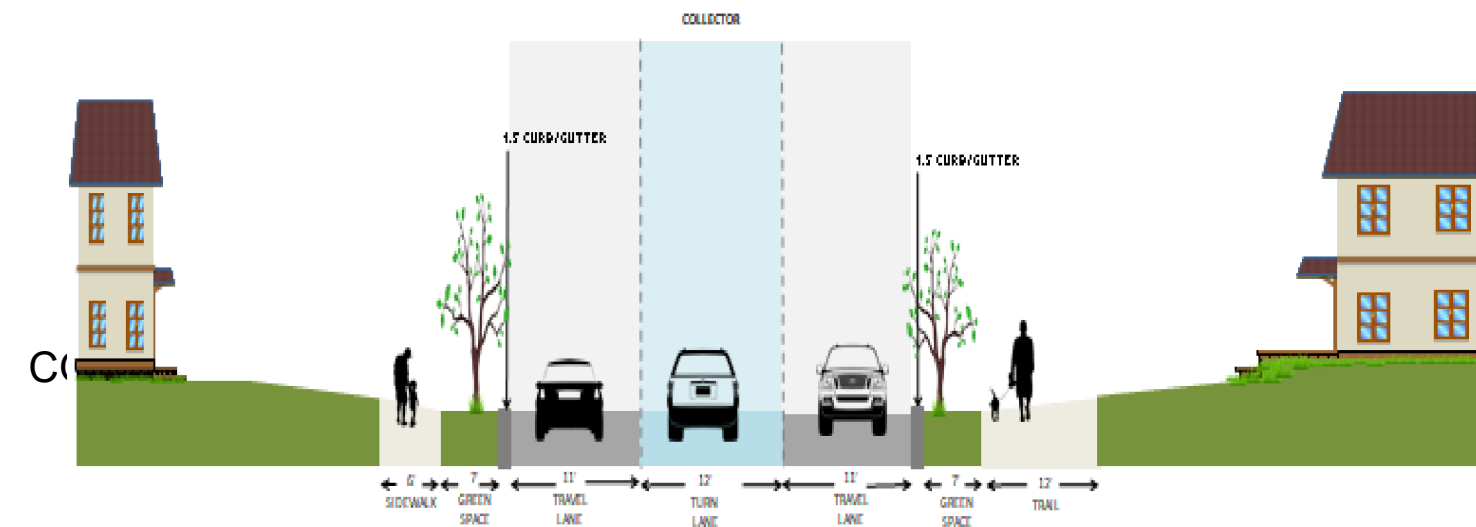 COLLECTOR
1.5' CURB/GUTTER
1.5' CURB/GUTTER
CO
6' 7' 11' 12' 11' 7' 12'
SIDEWALK GREEN SPACE TRAVEL LANE TURN LANE TRAVEL LANE GREEN SPACE TRAIL